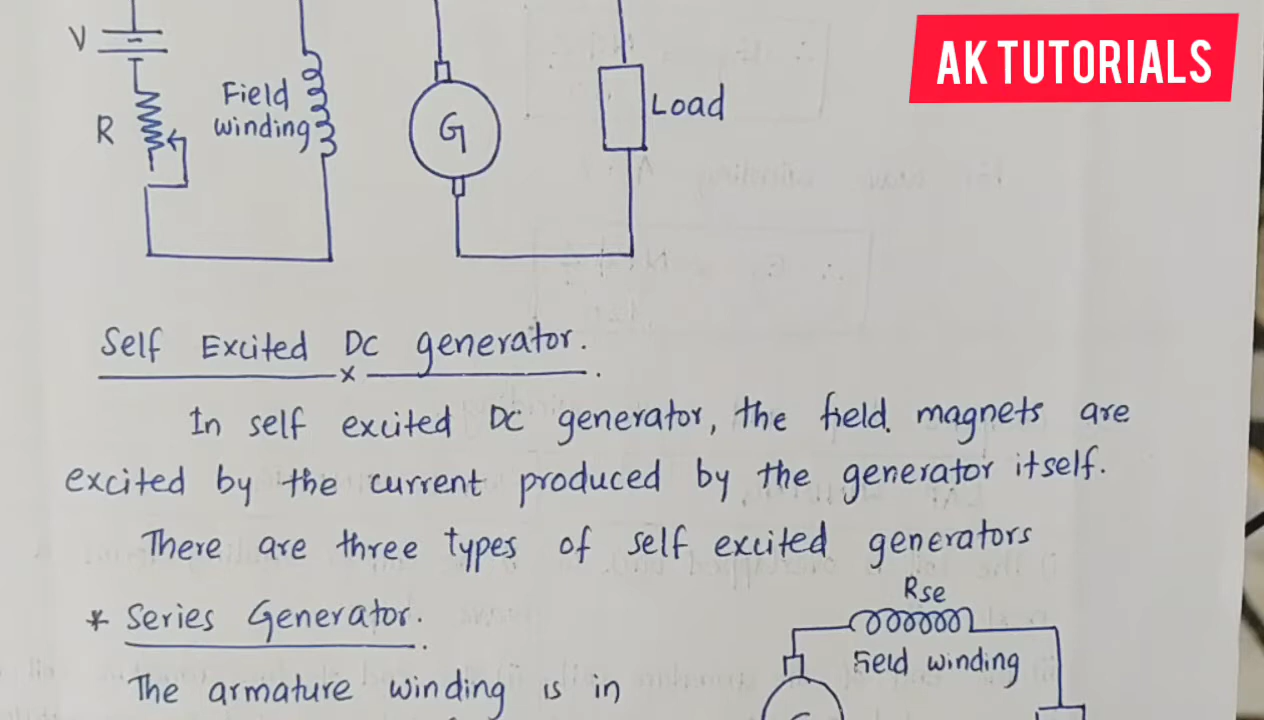 AK TUTORIALS
V
R
Field
winding
G
Load
Self Excited DC generator.
In self excited DC generator, the field magnets are
excited by the current produced by the generator itself.
There are three types of self excited generators
* Series Generator.
Rse
Field winding
The armature winding is in